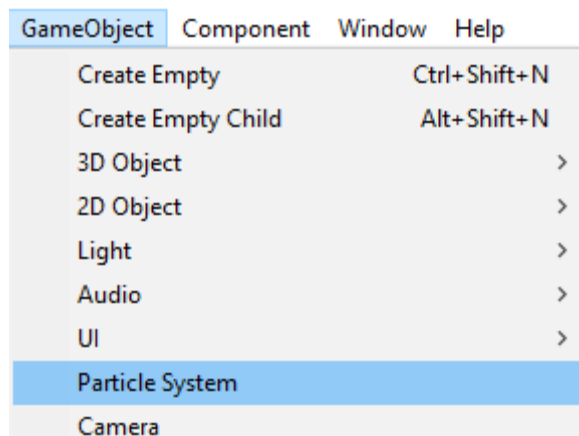 GameObject Component Window Help
Create Empty Ctrl+Shift+N
Create Empty Child Alt+Shift+N
3D Object >
2D Object >
Light >
Audio >
UI >
Particle System
Camera